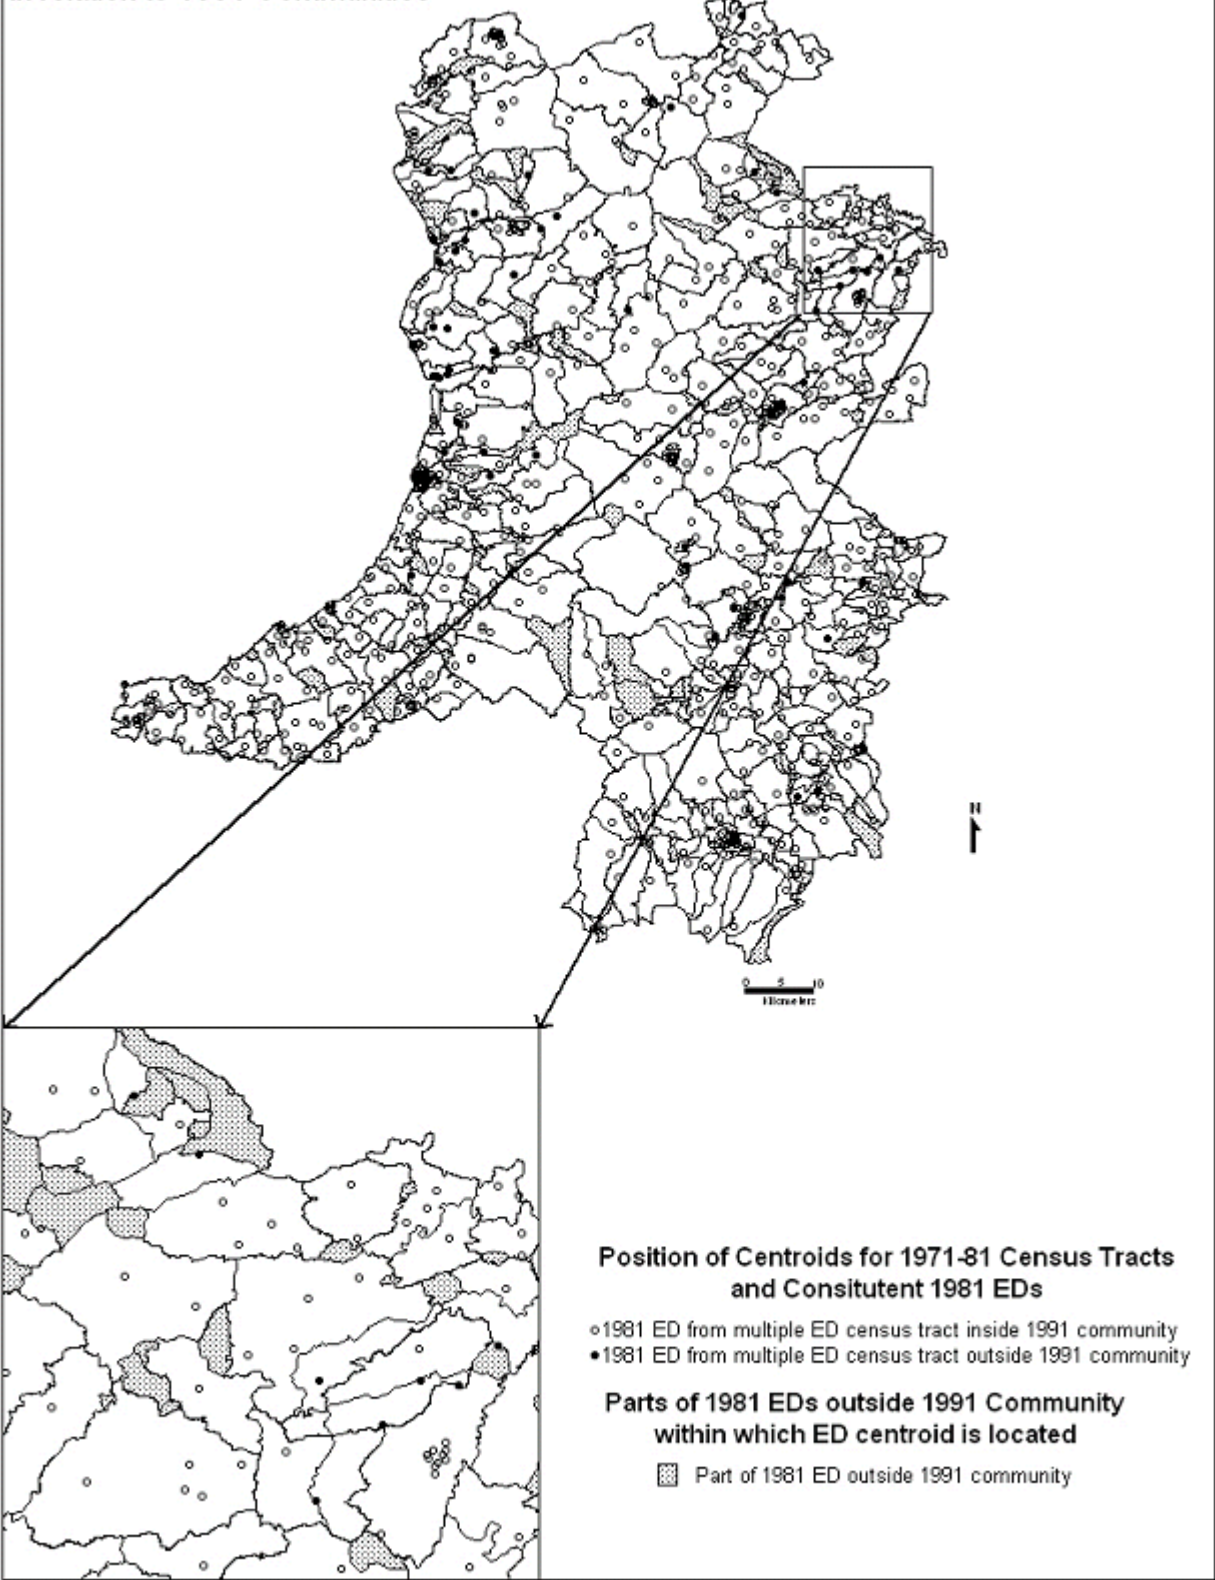 N
0 5 10
Kilometers
Position of Centroids for 1971-81 Census Tracts
and Consitutent 1981 EDs
1981 ED from multiple ED census tract inside 1991 community
1981 ED from multiple ED census tract outside 1991 community
Parts of 1981 EDs outside 1991 Community
within which ED centroid is located
Part of 1981 ED outside 1991 community